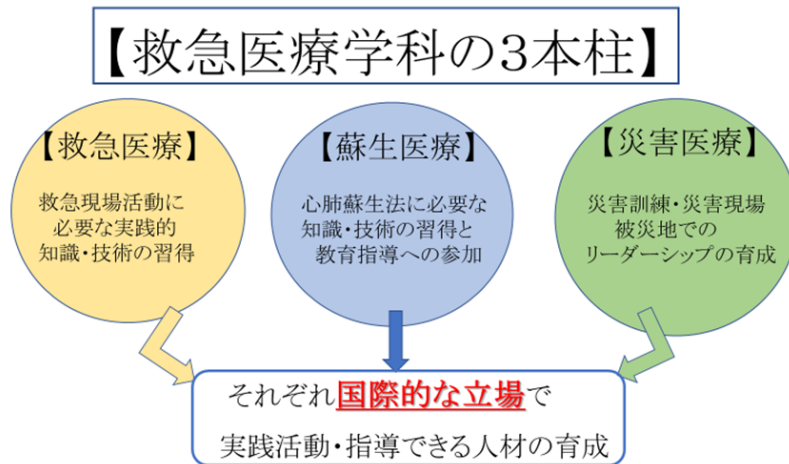 【救急医療学科の３本柱】
【救急医療】
救急現場活動に
必要な実践的
知識・技術の習得
【蘇生医療】
心肺蘇生法に必要な
知識・技術の習得と
教育指導への参加
【災害医療】
災害訓練・災害現場
被災地での
リーダーシップの育成
それぞれ国際的な立場で
実践活動・指導できる人材の育成